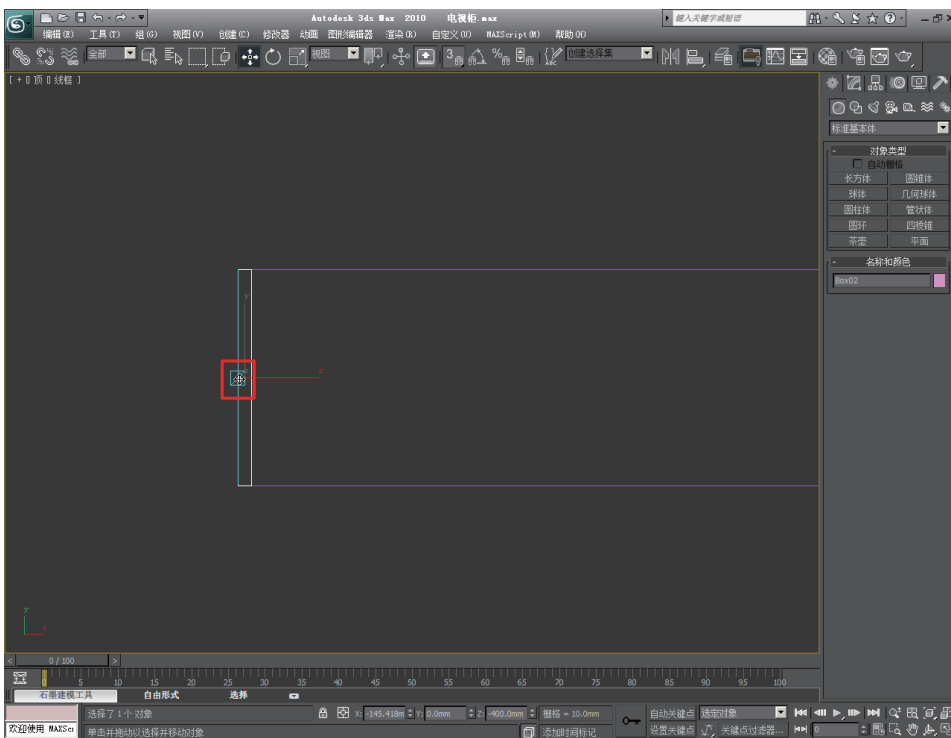 Autodesk 3ds Max 2010 电视柜.max
键入关键字或短语
编辑(E) 工具(T) 组(G) 视图(V) 创建(C) 修改器 动画 图形编辑器 渲染(R) 自定义(U) MAXScript(M) 帮助(H)
全部 视图 3 创建选择集
[ + 0 顶 0 线框 ]
y
x
y
x
标准基本体
- 对象类型
自动栅格
长方体 圆锥体
球体 几何球体
圆柱体 管状体
圆环 四棱锥
茶壶 平面
- 名称和颜色
Box02
< 0 / 100 >
0 5 10 15 20 25 30 35 40 45 50 55 60 65 70 75 80 85 90 95 100
石墨建模工具 自由形式 选择
选择了 1 个 对象 X: -145.418m Y: 0.0mm Z: -400.0mm 栅格 = 10.0mm 自动关键点 选定对象
欢迎使用 MAXSc 单击并拖动以选择并移动对象 添加时间标记 设置关键点 关键点过滤器... 0